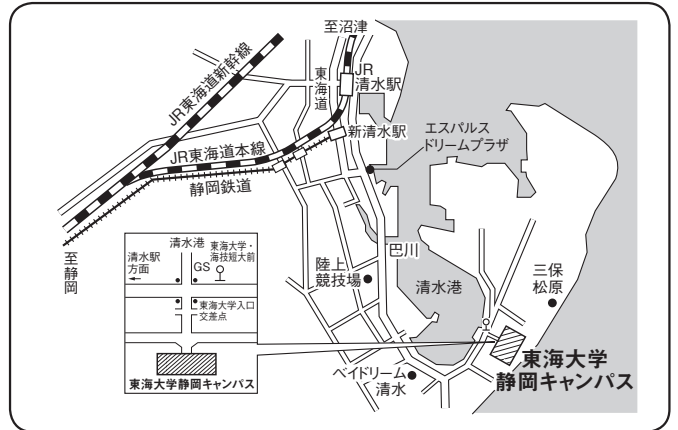 至沼津
JR東海道新幹線
東海道
JR
清水駅
新清水駅
エスパルス
ドリームプラザ
JR東海道本線
静岡鉄道
至静岡
清水港
清水駅
方面
GS
東海大学・
海技短大前
東海大学入口
交差点
東海大学静岡キャンパス
陸上
競技場
巴川
清水港
三保
松原
東海大学
静岡キャンパス
ベイドリーム
清水